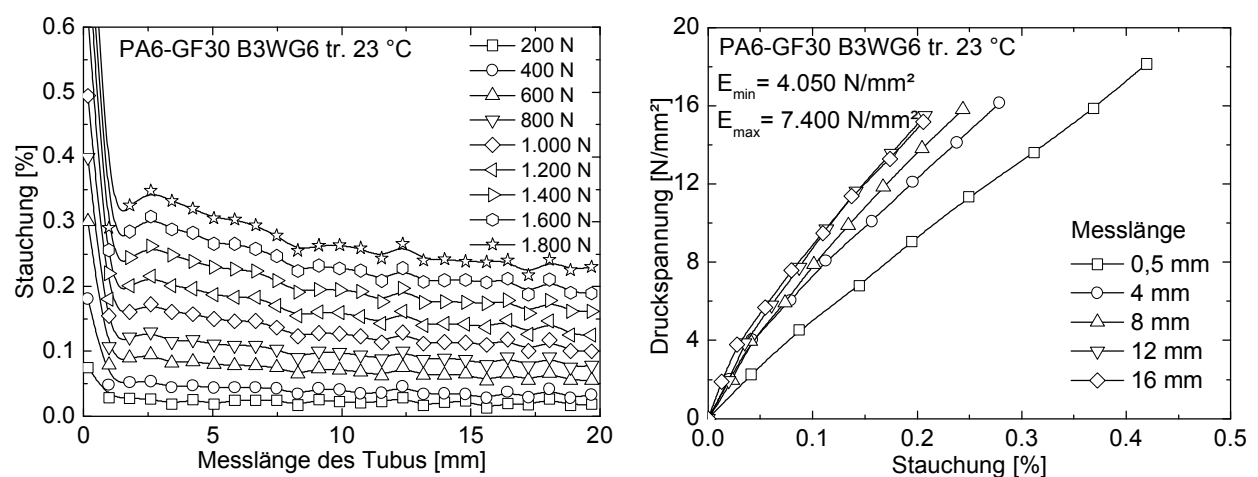 0.6
0.5
0.4
0.3
0.2
0.1
0.0
Stauchung [%]
PA6-GF30 B3WG6 tr. 23 °C
200 N
400 N
600 N
800 N
1.000 N
1.200 N
1.400 N
1.600 N
1.800 N
0
5
10
15
20
Messlänge des Tubus [mm]
20
16
12
8
4
0
Druckspannung [N/mm²]
PA6-GF30 B3WG6 tr. 23 °C
Emin= 4.050 N/mm²
Emax= 7.400 N/mm²
Messlänge
0,5 mm
4 mm
8 mm
12 mm
16 mm
0.0
0.1
0.2
0.3
0.4
0.5
Stauchung [%]